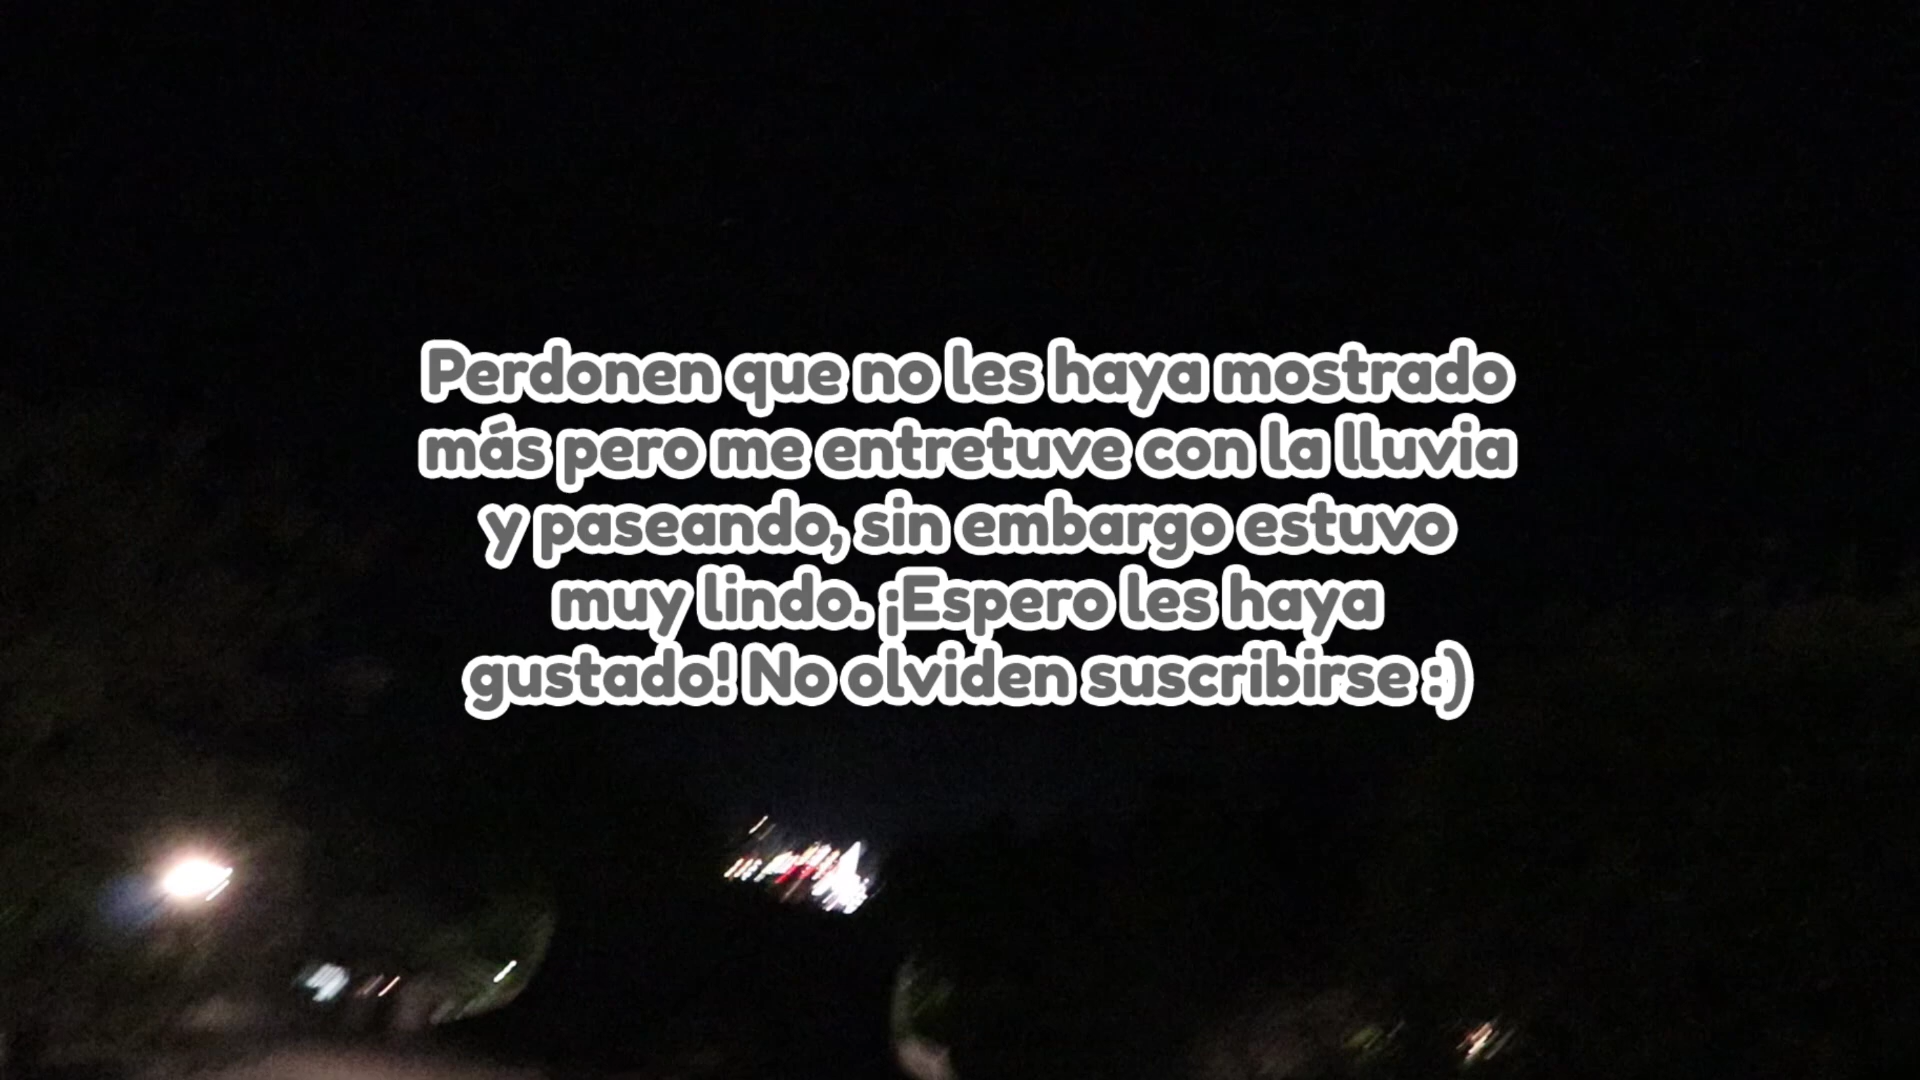 Perdonen que no les haya mostrado
más pero me entretuve con la lluvia
y paseando, sin embargo estuvo
muy lindo. ¡Espero les haya
gustado! No olviden suscribirse :)